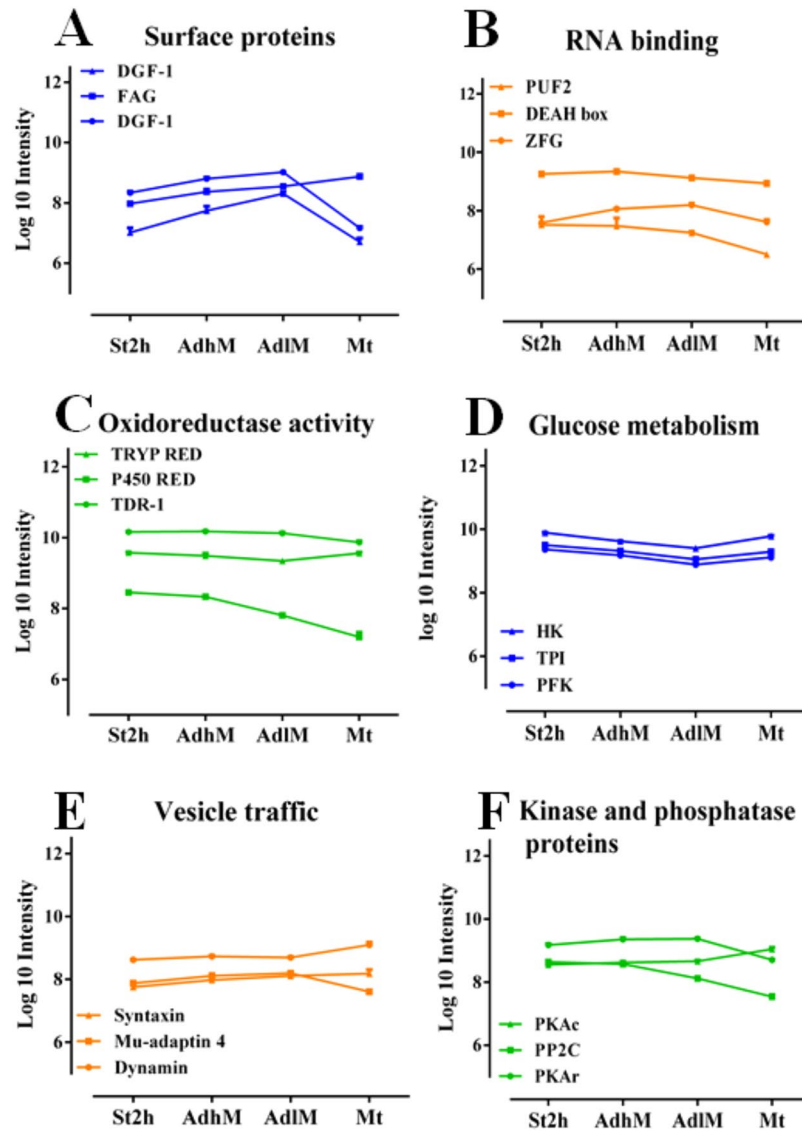 A
Surface proteins
DGF-1
FAG
DGF-1
Log 10 Intensity
12
10
8
6
St2h AdhM AdlM Mt
B
RNA binding
PUF2
DEAH box
ZFG
Log 10 Intensity
12
10
8
6
St2h AdhM AdlM Mt
C
Oxidoreductase activity
TRYP RED
P450 RED
TDR-1
Log 10 Intensity
12
10
8
6
St2h AdhM AdlM Mt
D
Glucose metabolism
log 10 Intensity
12
10
8
6
HK
TPI
PFK
St2h AdhM AdlM Mt
E
Vesicle traffic
Log 10 Intensity
12
10
8
6
Syntaxin
Mu-adaptin 4
Dynamin
St2h AdhM AdlM Mt
F
Kinase and phosphatase
proteins
Log 10 Intensity
12
10
8
6
PKAc
PP2C
PKAr
St2h AdhM AdlM Mt